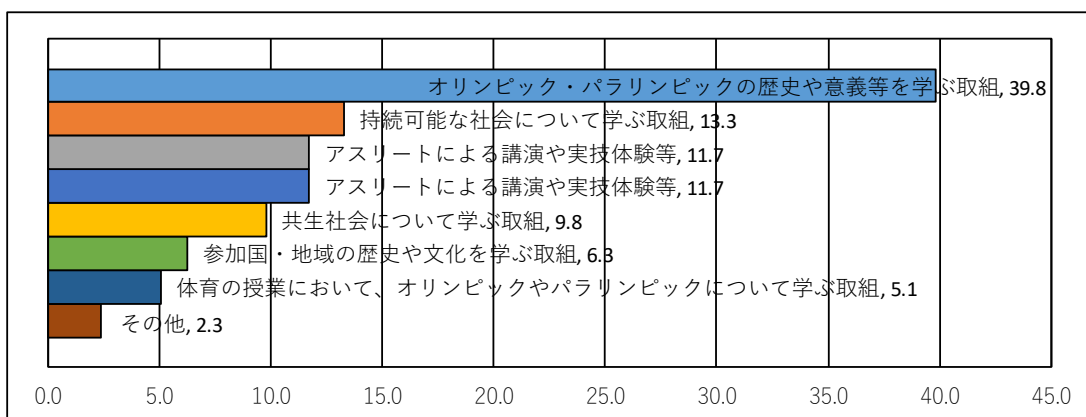 オリンピック・パラリンピックの歴史や意義等を学ぶ取組, 39.8
持続可能な社会について学ぶ取組, 13.3
アスリートによる講演や実技体験等, 11.7
アスリートによる講演や実技体験等, 11.7
共生社会について学ぶ取組, 9.8
参加国・地域の歴史や文化を学ぶ取組, 6.3
体育の授業において、オリンピックやパラリンピックについて学ぶ取組, 5.1
その他, 2.3
0.0 5.0 10.0 15.0 20.0 25.0 30.0 35.0 40.0 45.0